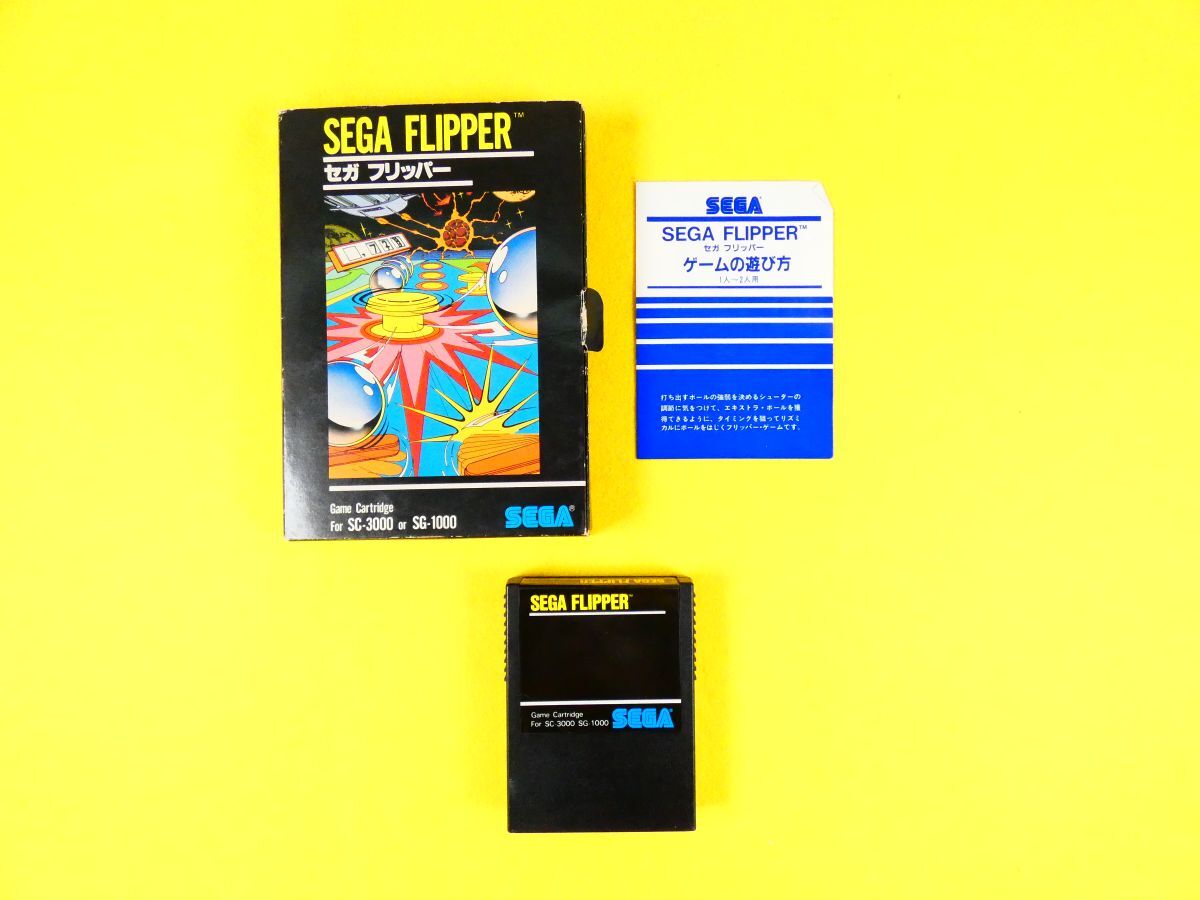 SEGA FLIPPER™
セガ フリッパー
729
Game Cartridge
For SC-3000 or SG-1000
SEGA®
SEGA
SEGA FLIPPER™
セガ フリッパー
ゲームの遊び方
1人〜2人用
打ち出すボールの強弱を決めるシューターの
調節に気をつけて、エキストラ・ボールを獲
得できるように、タイミングを狙ってリズミ
カルにボールをはじくフリッパー・ゲームです。
SEGA FLIPPER
SEGA FLIPPER™
Game Cartridge
For SC-3000 SG-1000
SEGA